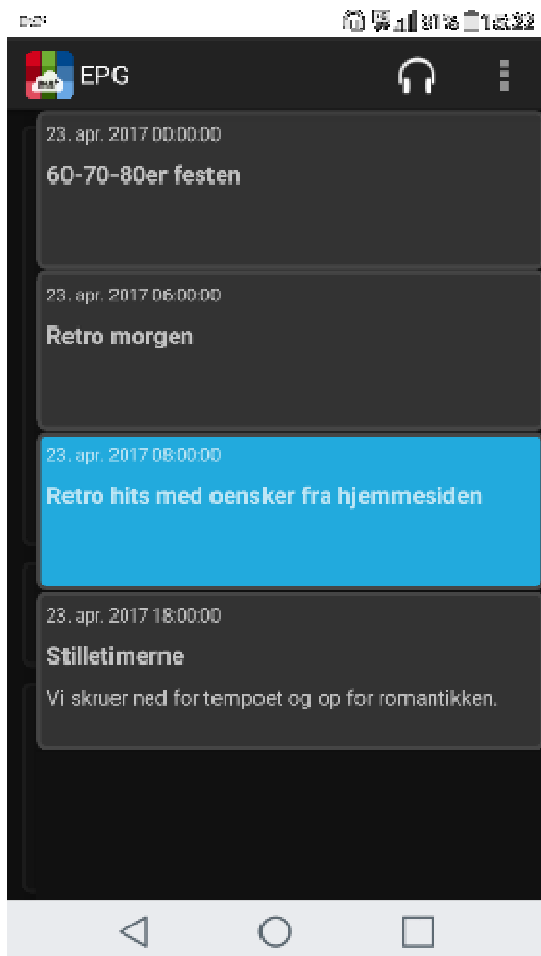 EPG
23. apr. 2017 00:00:00
60-70-80er festen
23. apr. 2017 06:00:00
Retro morgen
23. apr. 2017 08:00:00
Retro hits med oensker fra hjemmesiden
23. apr. 2017 18:00:00
Stilletimerne
Vi skruer ned for tempoet og op for romantikken.